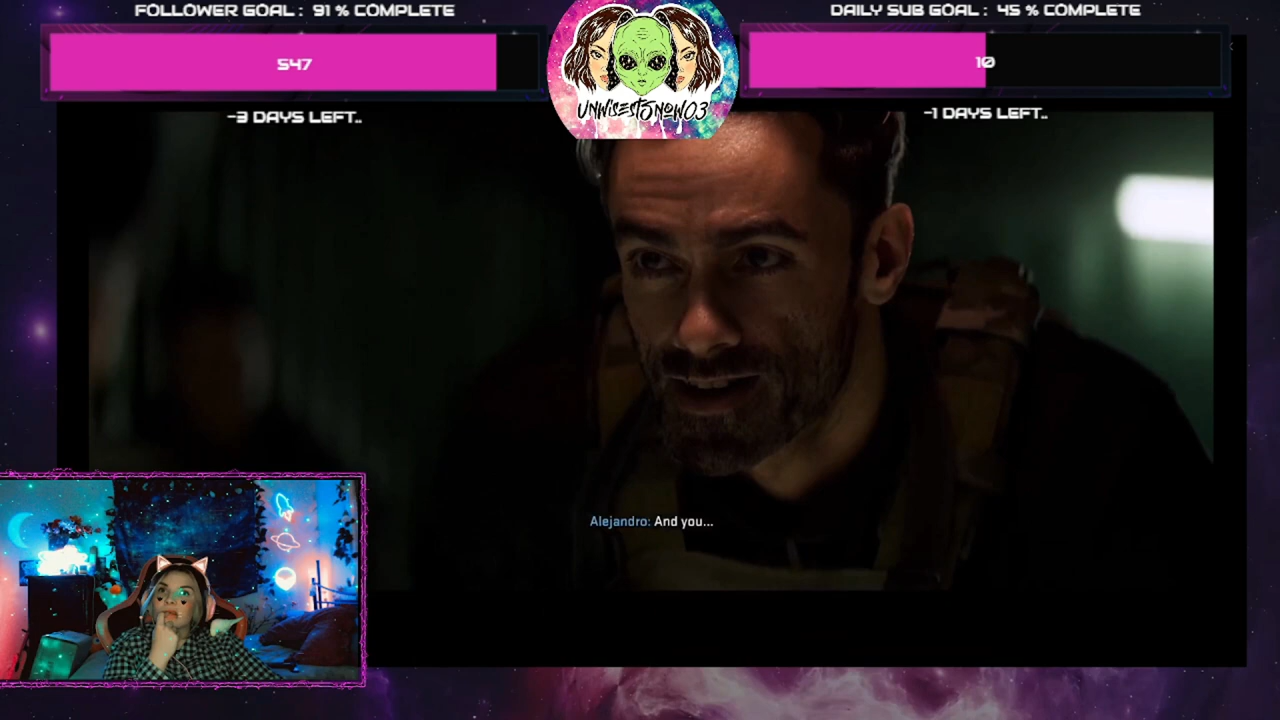 FOLLOWER GOAL : 91 % COMPLETE
547
-3 DAYS LEFT..
UNWISESTSNOW03
DAILY SUB GOAL : 45 % COMPLETE
10
-1 DAYS LEFT..
Alejandro: And you...